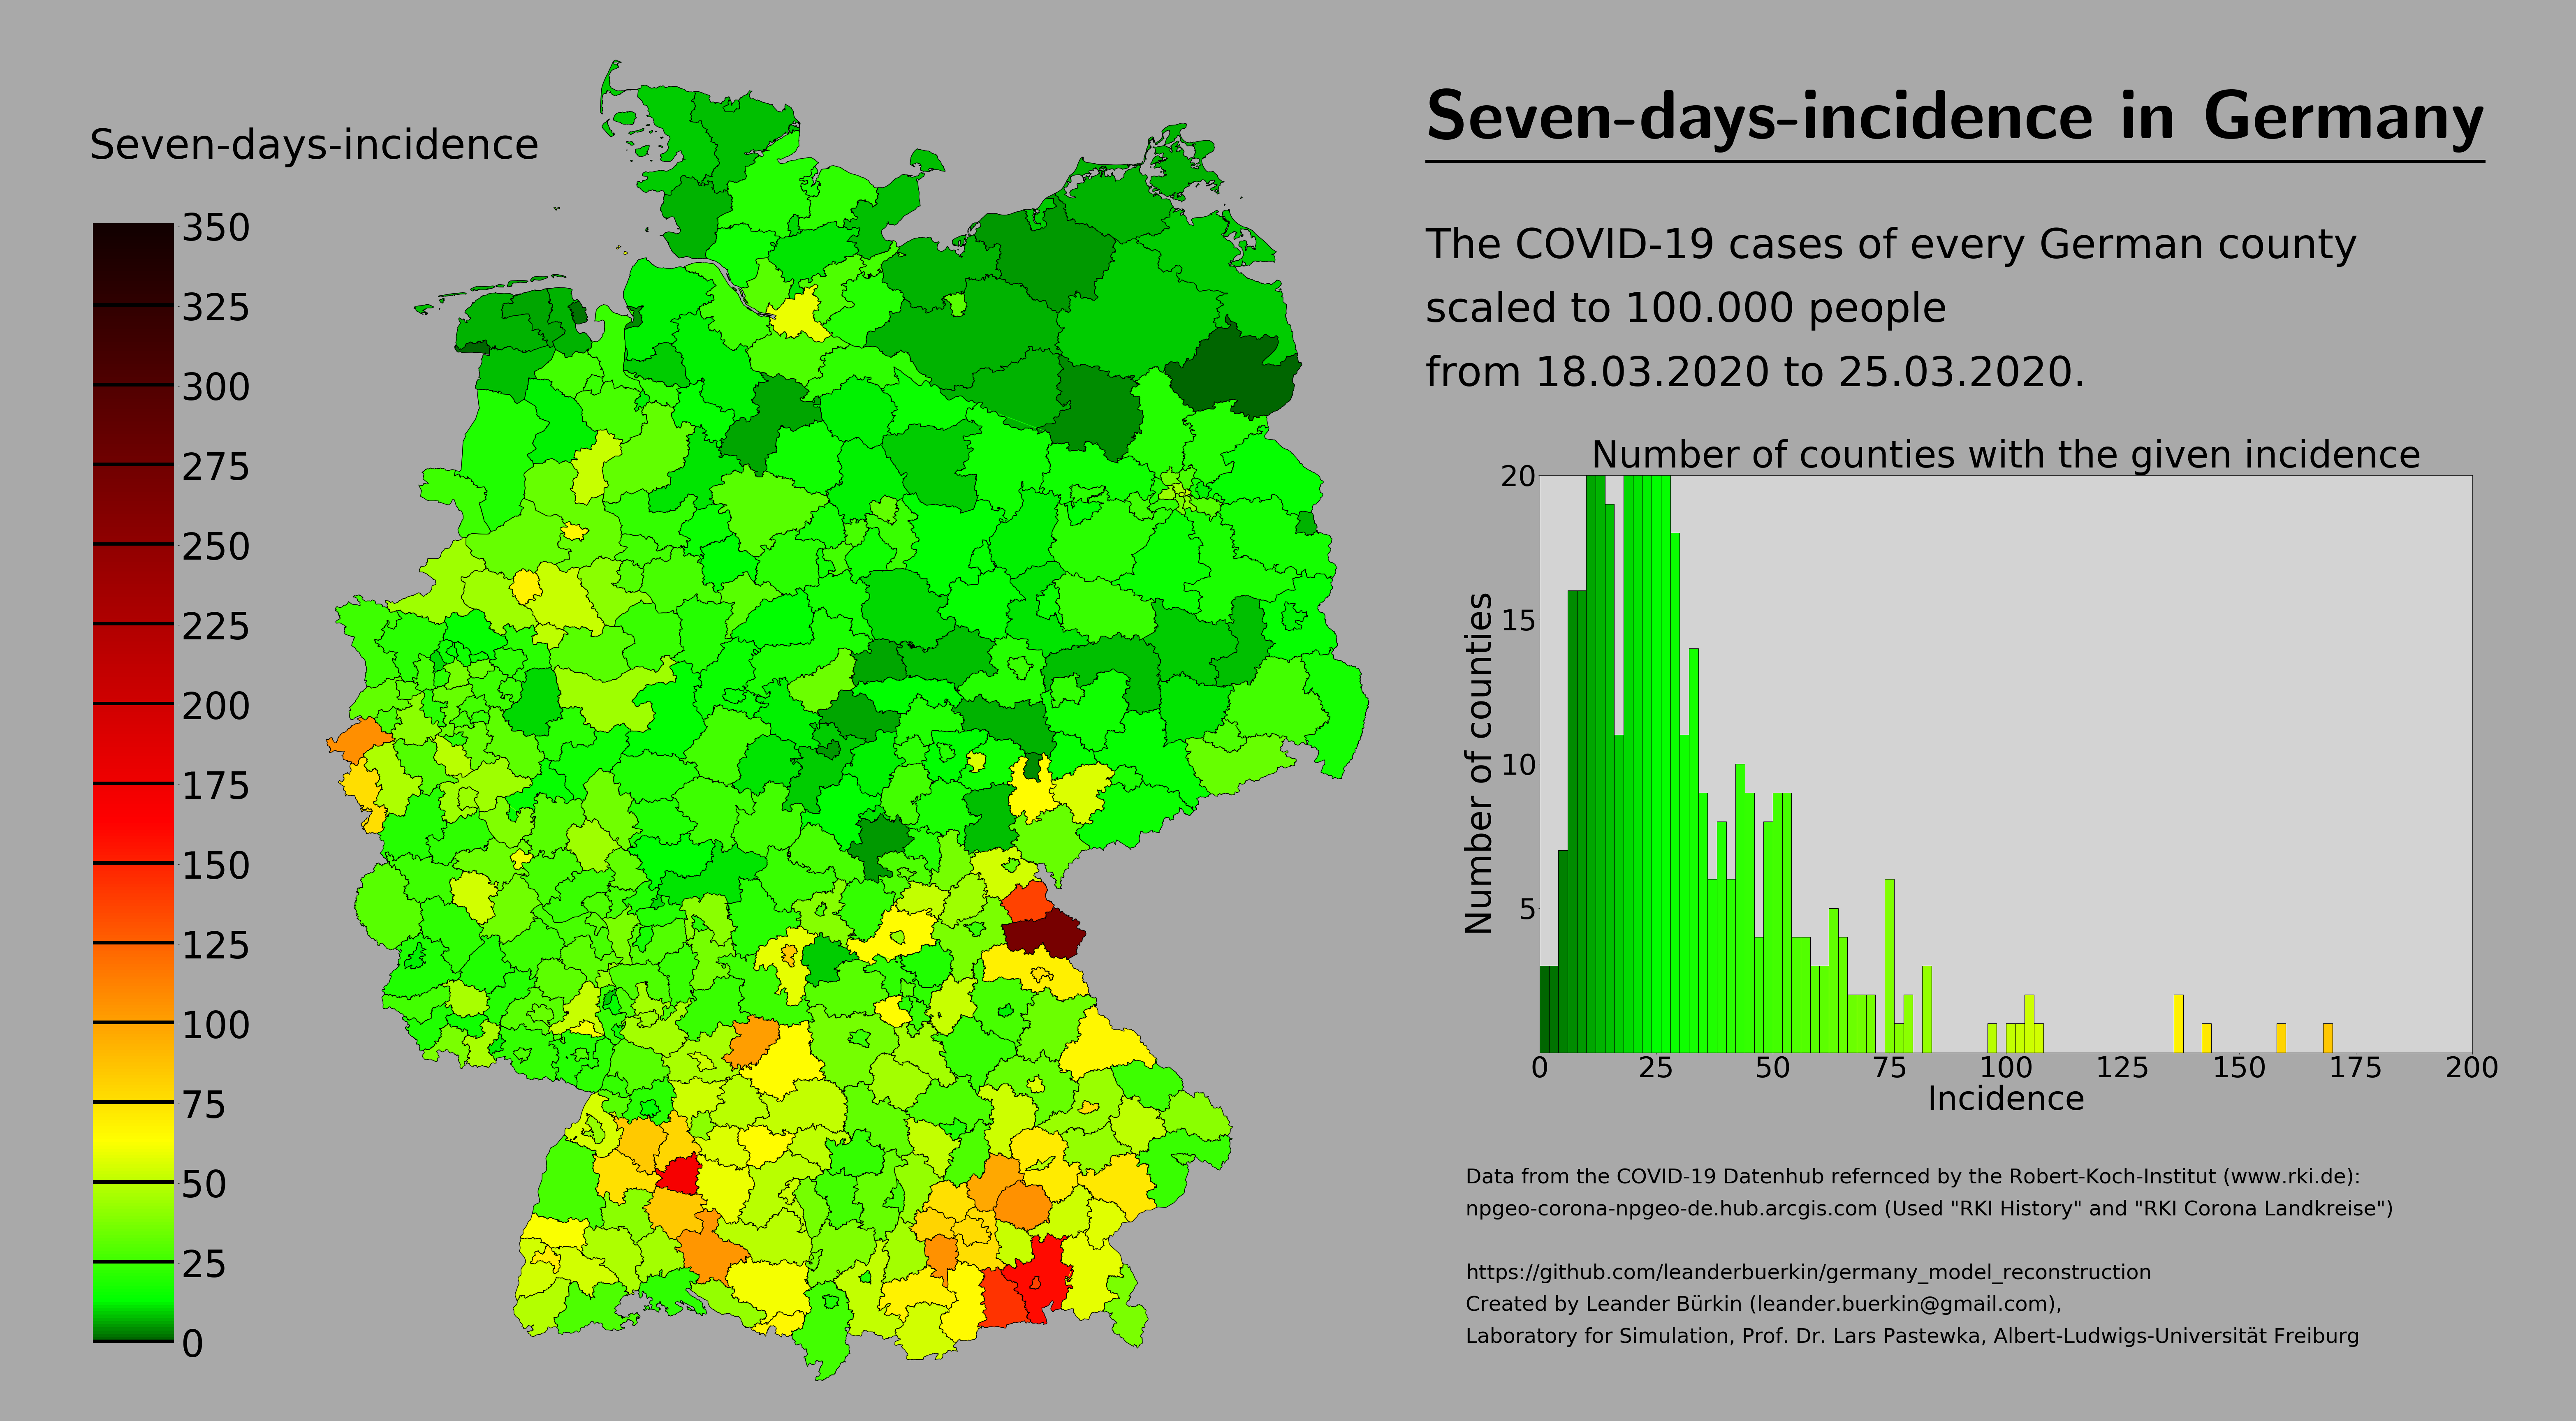 Seven-days-incidence in Germany
Seven-days-incidence
350
325
300
275
250
225
200
175
150
125
100
75
50
25
0
The COVID-19 cases of every German county
scaled to 100.000 people
from 18.03.2020 to 25.03.2020.
Number of counties with the given incidence
Number of counties
20
15
10
5
0 25 50 75 100 125 150 175 200
Incidence
Data from the COVID-19 Datenhub refernced by the Robert-Koch-Institut (www.rki.de):
npgeo-corona-npgeo-de.hub.arcgis.com (Used "RKI History" and "RKI Corona Landkreise")
https://github.com/leanderbuerkin/germany_model_reconstruction
Created by Leander Bürkin (leander.buerkin@gmail.com),
Laboratory for Simulation, Prof. Dr. Lars Pastewka, Albert-Ludwigs-Universität Freiburg